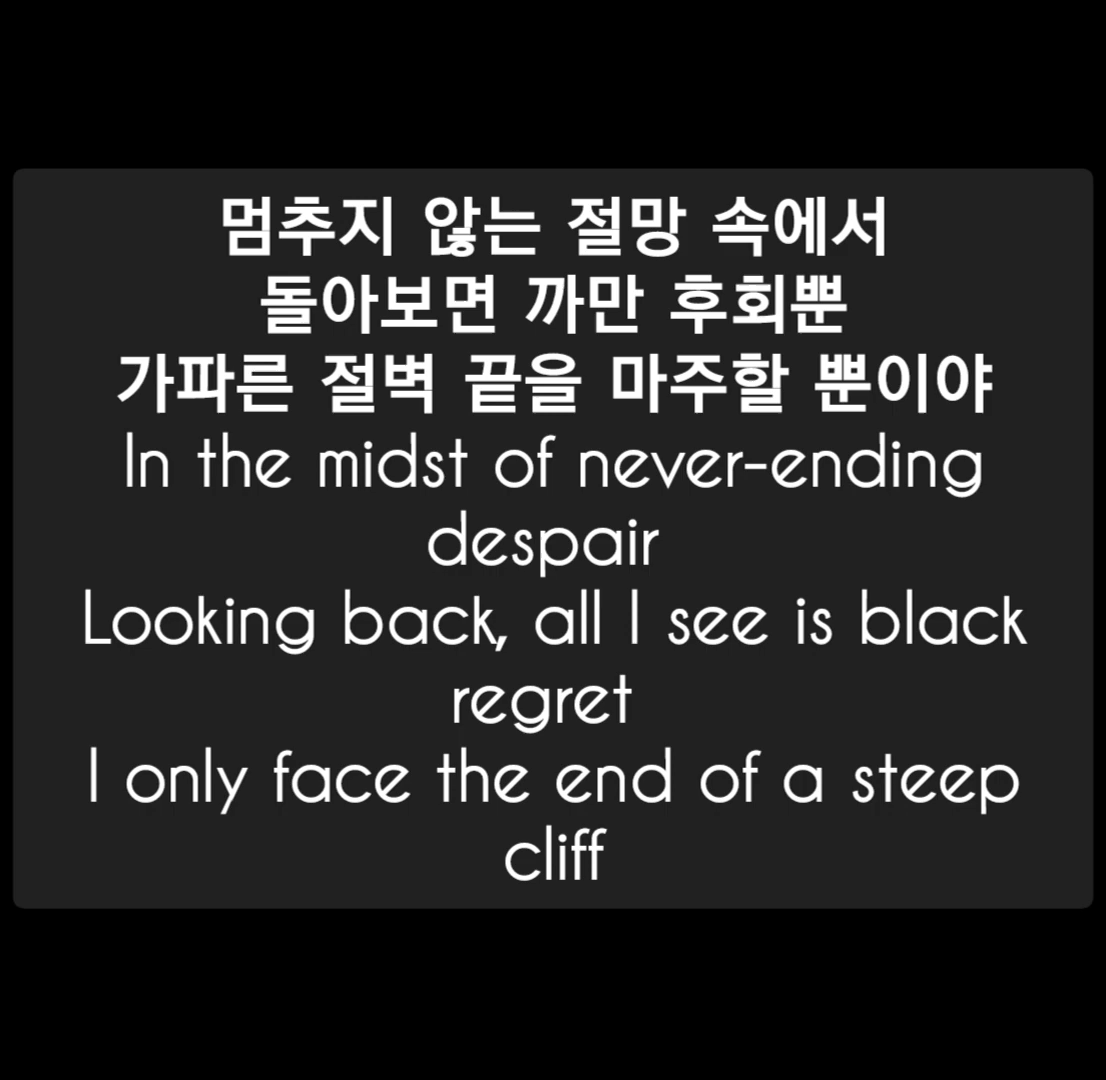 멈추지 않는 절망 속에서
돌아보면 까만 후회뿐
가파른 절벽 끝을 마주할 뿐이야
In the midst of never-ending
despair
Looking back, all I see is black
regret
I only face the end of a steep
cliff